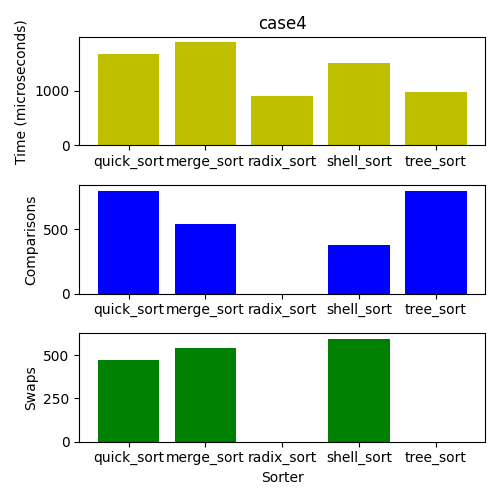 case4
Time (microseconds)
1000
0
quick_sort merge_sort radix_sort shell_sort tree_sort
Comparisons
500
0
quick_sort merge_sort radix_sort shell_sort tree_sort
Swaps
500
250
0
quick_sort merge_sort radix_sort shell_sort tree_sort
Sorter